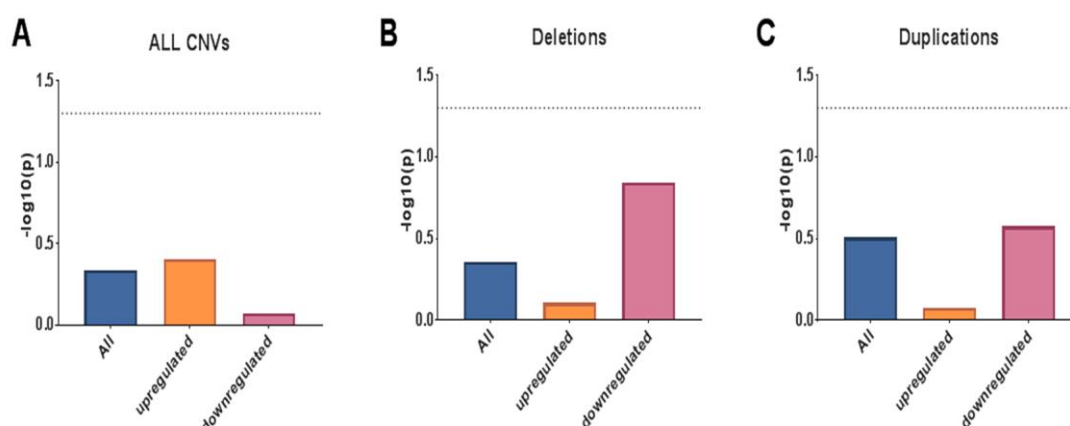 A
ALL CNVs
1.5
1.0
0.5
0.0
-log10(p)
All
upregulated
downregulated
B
Deletions
1.5
1.0
0.5
0.0
-log10(p)
All
upregulated
downregulated
C
Duplications
1.5
1.0
0.5
0.0
-log10(p)
All
upregulated
downregulated